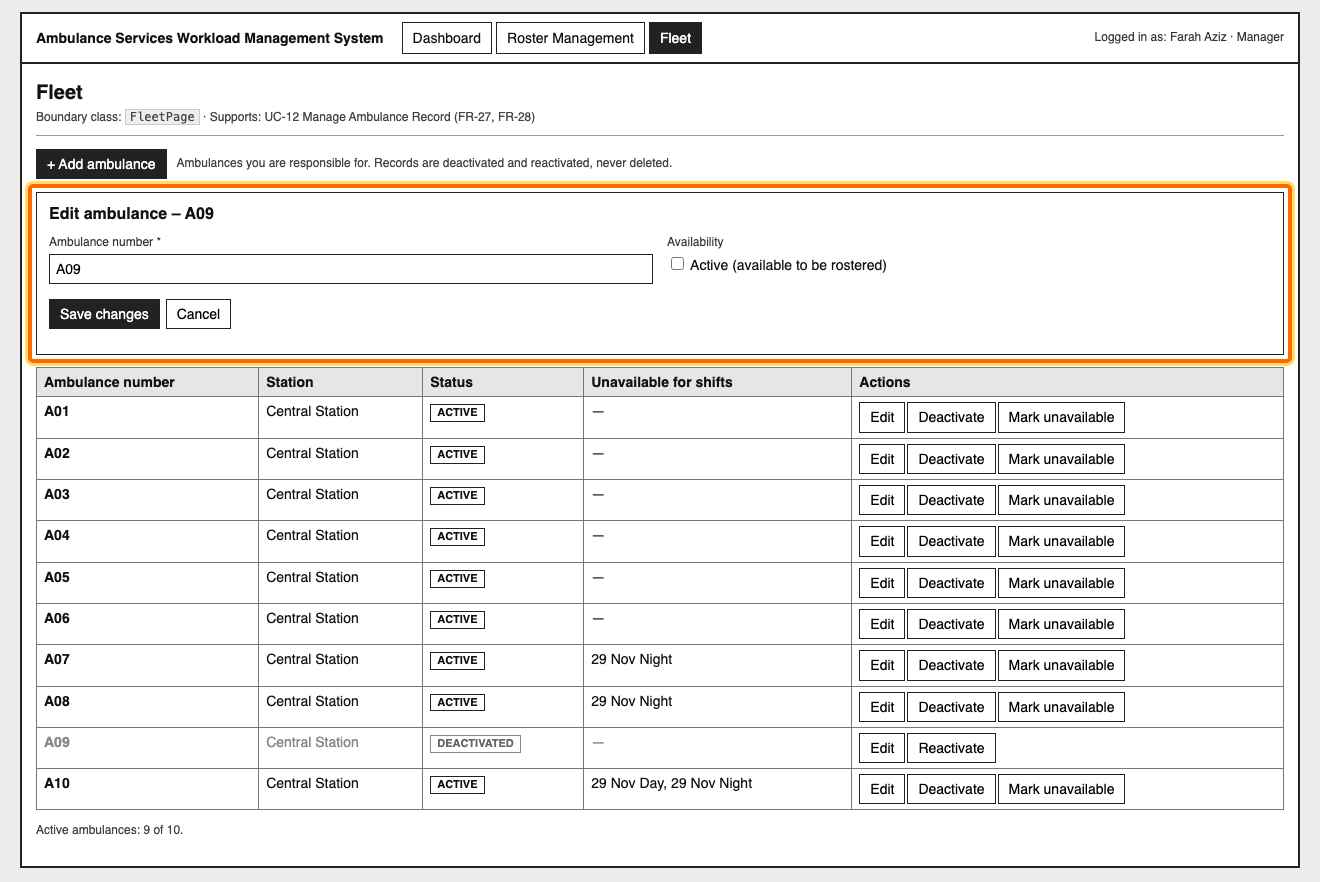 Ambulance Services Workload Management System Dashboard Roster Management Fleet Logged in as: Farah Aziz · Manager
Fleet
Boundary class: FleetPage · Supports: UC-12 Manage Ambulance Record (FR-27, FR-28)
+ Add ambulance Ambulances you are responsible for. Records are deactivated and reactivated, never deleted.
Edit ambulance – A09
Ambulance number * Availability
A09 Active (available to be rostered)
Save changes Cancel
Ambulance number Station Status Unavailable for shifts Actions
A01 Central Station ACTIVE — Edit Deactivate Mark unavailable
A02 Central Station ACTIVE — Edit Deactivate Mark unavailable
A03 Central Station ACTIVE — Edit Deactivate Mark unavailable
A04 Central Station ACTIVE — Edit Deactivate Mark unavailable
A05 Central Station ACTIVE — Edit Deactivate Mark unavailable
A06 Central Station ACTIVE — Edit Deactivate Mark unavailable
A07 Central Station ACTIVE 29 Nov Night Edit Deactivate Mark unavailable
A08 Central Station ACTIVE 29 Nov Night Edit Deactivate Mark unavailable
A09 Central Station DEACTIVATED — Edit Reactivate
A10 Central Station ACTIVE 29 Nov Day, 29 Nov Night Edit Deactivate Mark unavailable
Active ambulances: 9 of 10.